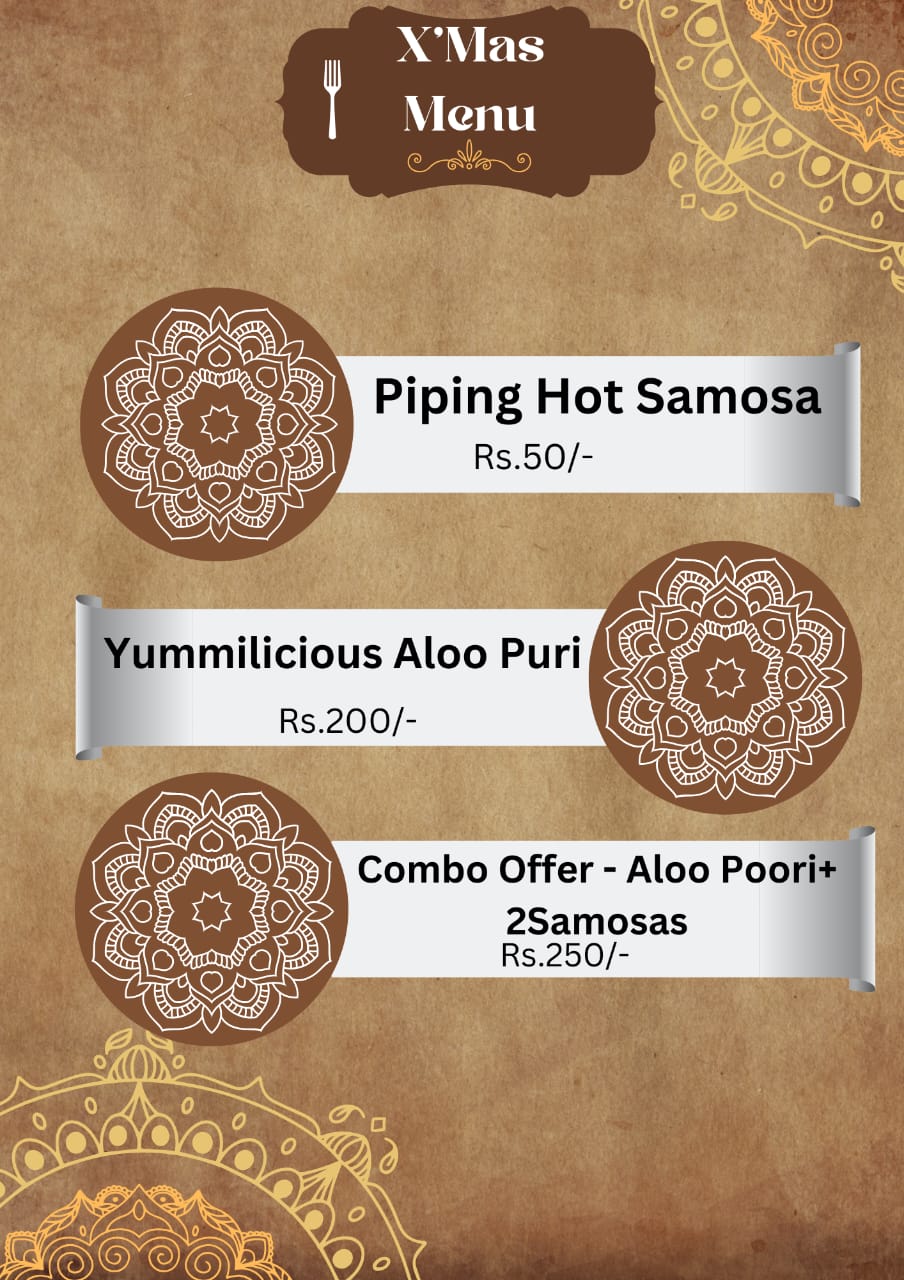 X'Mas
Menu
Piping Hot Samosa
Rs.50/-
Yummilicious Aloo Puri
Rs.200/-
Combo Offer - Aloo Poori+
2Samosas
Rs.250/-